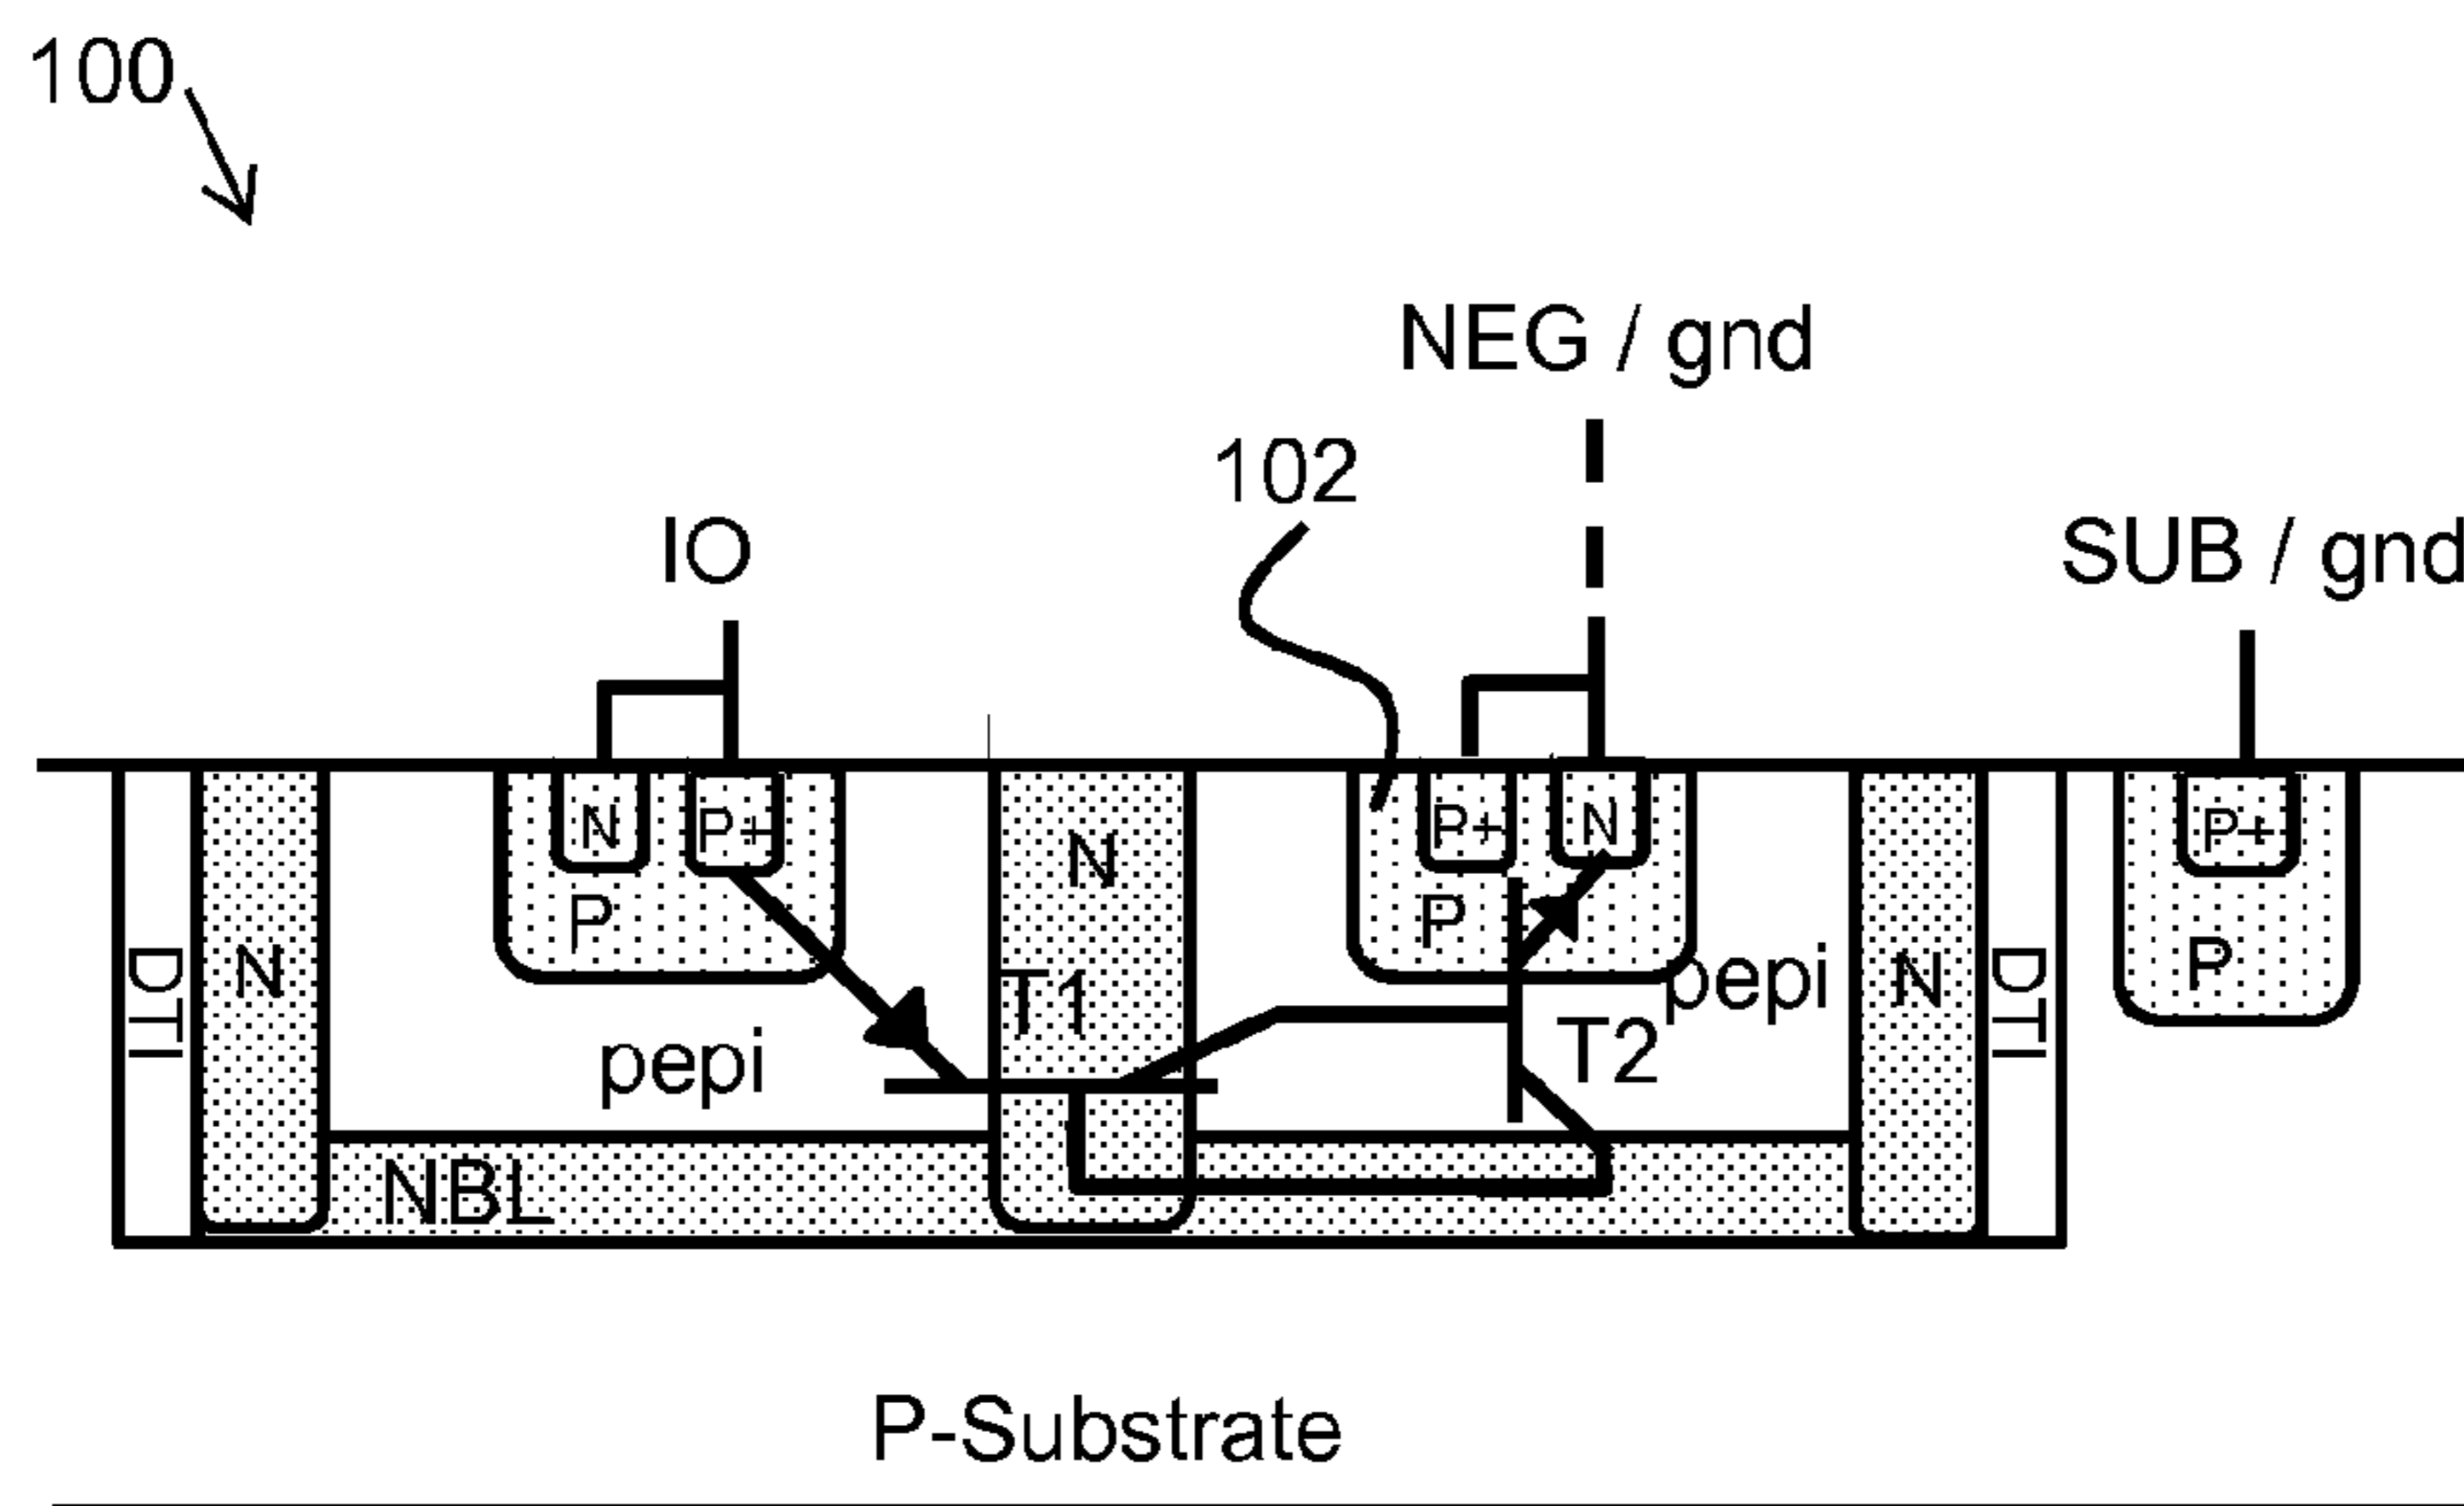 100
NEG / gnd
102
IO
SUB / gnd
N
P+
P+
N
P+
N
P
P
N
N
P
DTI
DTI
T1
pepi
pepi
T2
NBL
P-Substrate